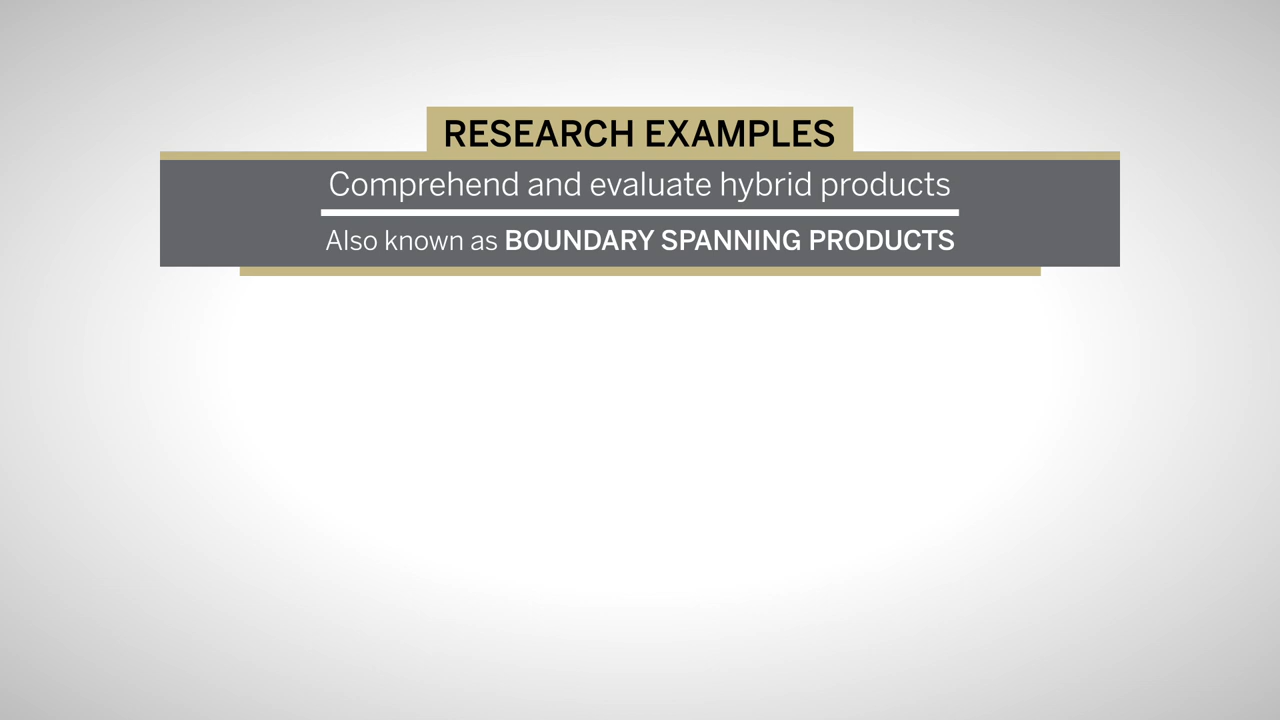 RESEARCH EXAMPLES
Comprehend and evaluate hybrid products
Also known as BOUNDARY SPANNING PRODUCTS